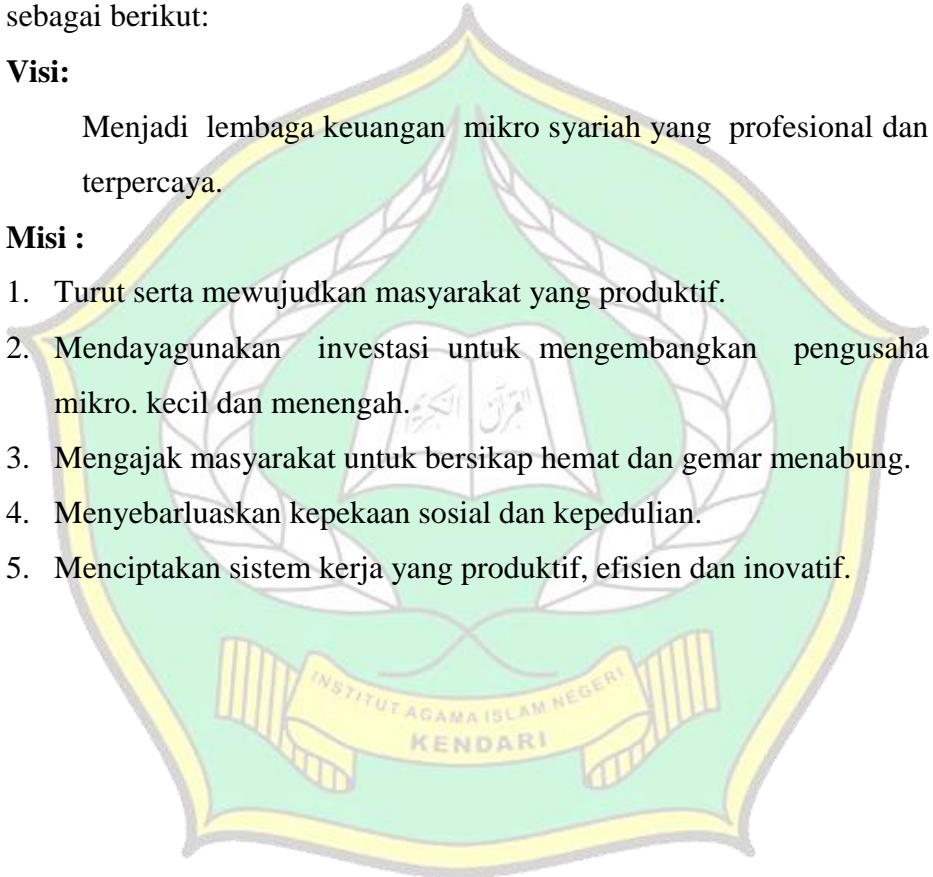 sebagai berikut:
Visi:
Menjadi lembaga keuangan mikro syariah yang profesional dan
terpercaya.
Misi :
1. Turut serta mewujudkan masyarakat yang produktif.
2. Mendayagunakan investasi untuk mengembangkan pengusaha
mikro. kecil dan menengah.
القرآن الكريم
3. Mengajak masyarakat untuk bersikap hemat dan gemar menabung.
4. Menyebarluaskan kepekaan sosial dan kepedulian.
5. Menciptakan sistem kerja yang produktif, efisien dan inovatif.
INSTITUT AGAMA ISLAM NEGERI
KENDARI